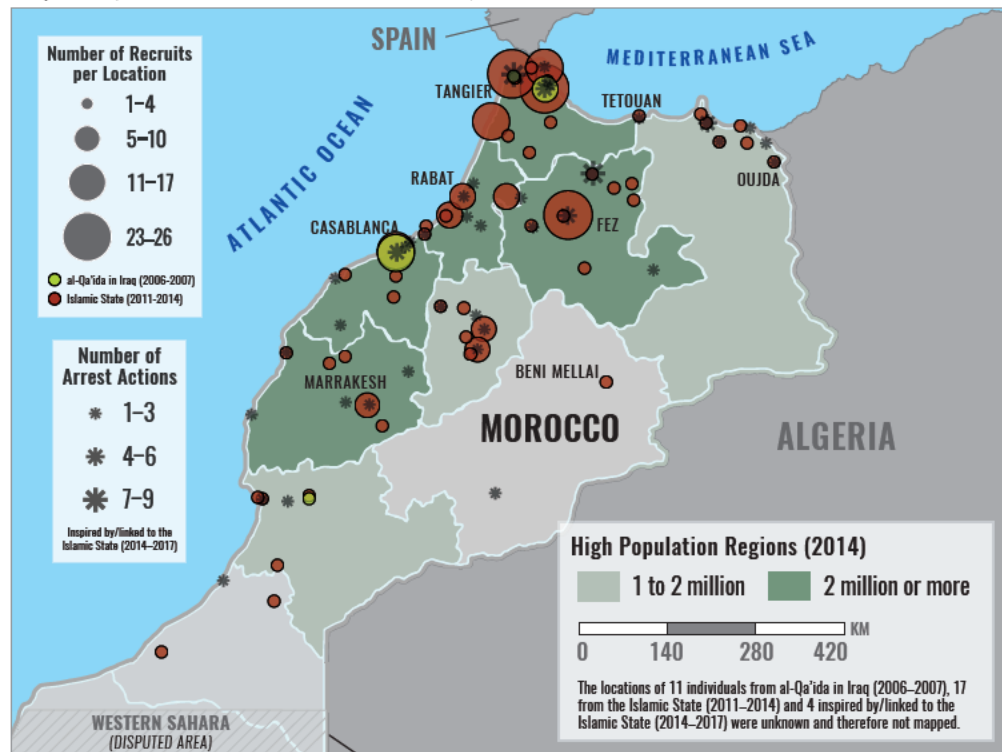 SPAIN
MEDITERRANEAN SEA
ATLANTIC OCEAN
TANGIER
TETOUAN
OUJDA
RABAT
FEZ
CASABLANCA
MARRAKESH
BENI MELLAI
MOROCCO
ALGERIA
WESTERN SAHARA
(DISPUTED AREA)
Number of Recruits
per Location
1–4
5–10
11–17
23–26
al-Qa'ida in Iraq (2006-2007)
Islamic State (2011-2014)
Number of
Arrest Actions
1–3
4–6
7–9
Inspired by/linked to the
Islamic State (2014–2017)
High Population Regions (2014)
1 to 2 million
2 million or more
KM
0 140 280 420
The locations of 11 individuals from al-Qa'ida in Iraq (2006–2007), 17
from the Islamic State (2011–2014) and 4 inspired by/linked to the
Islamic State (2014–2017) were unknown and therefore not mapped.